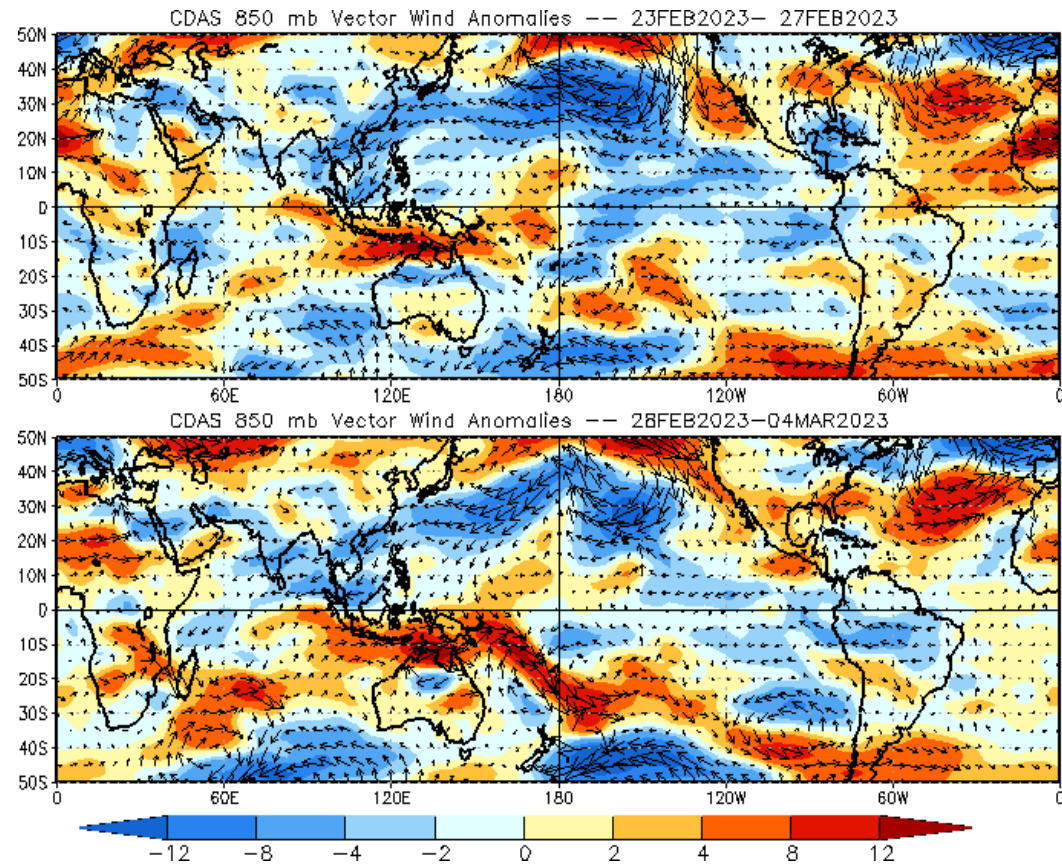 CDAS 850 mb Vector Wind Anomalies -- 23FEB2023- 27FEB2023
50N
40N
30N
20N
10N
0
10S
20S
30S
40S
50S
0 60E 120E 180 120W 60W 0
CDAS 850 mb Vector Wind Anomalies -- 28FEB2023-04MAR2023
50N
40N
30N
20N
10N
0
10S
20S
30S
40S
50S
0 60E 120E 180 120W 60W 0
-12 -8 -4 -2 0 2 4 8 12